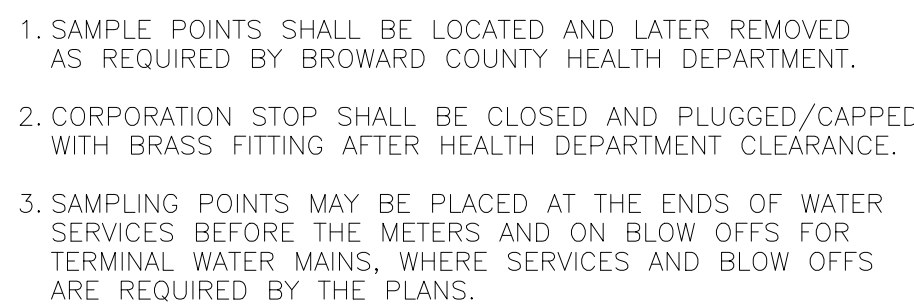 1. SAMPLE POINTS SHALL BE LOCATED AND LATER REMOVED
AS REQUIRED BY BROWARD COUNTY HEALTH DEPARTMENT.
2. CORPORATION STOP SHALL BE CLOSED AND PLUGGED/CAPPED
WITH BRASS FITTING AFTER HEALTH DEPARTMENT CLEARANCE.
3. SAMPLING POINTS MAY BE PLACED AT THE ENDS OF WATER
SERVICES BEFORE THE METERS AND ON BLOW OFFS FOR
TERMINAL WATER MAINS, WHERE SERVICES AND BLOW OFFS
ARE REQUIRED BY THE PLANS.